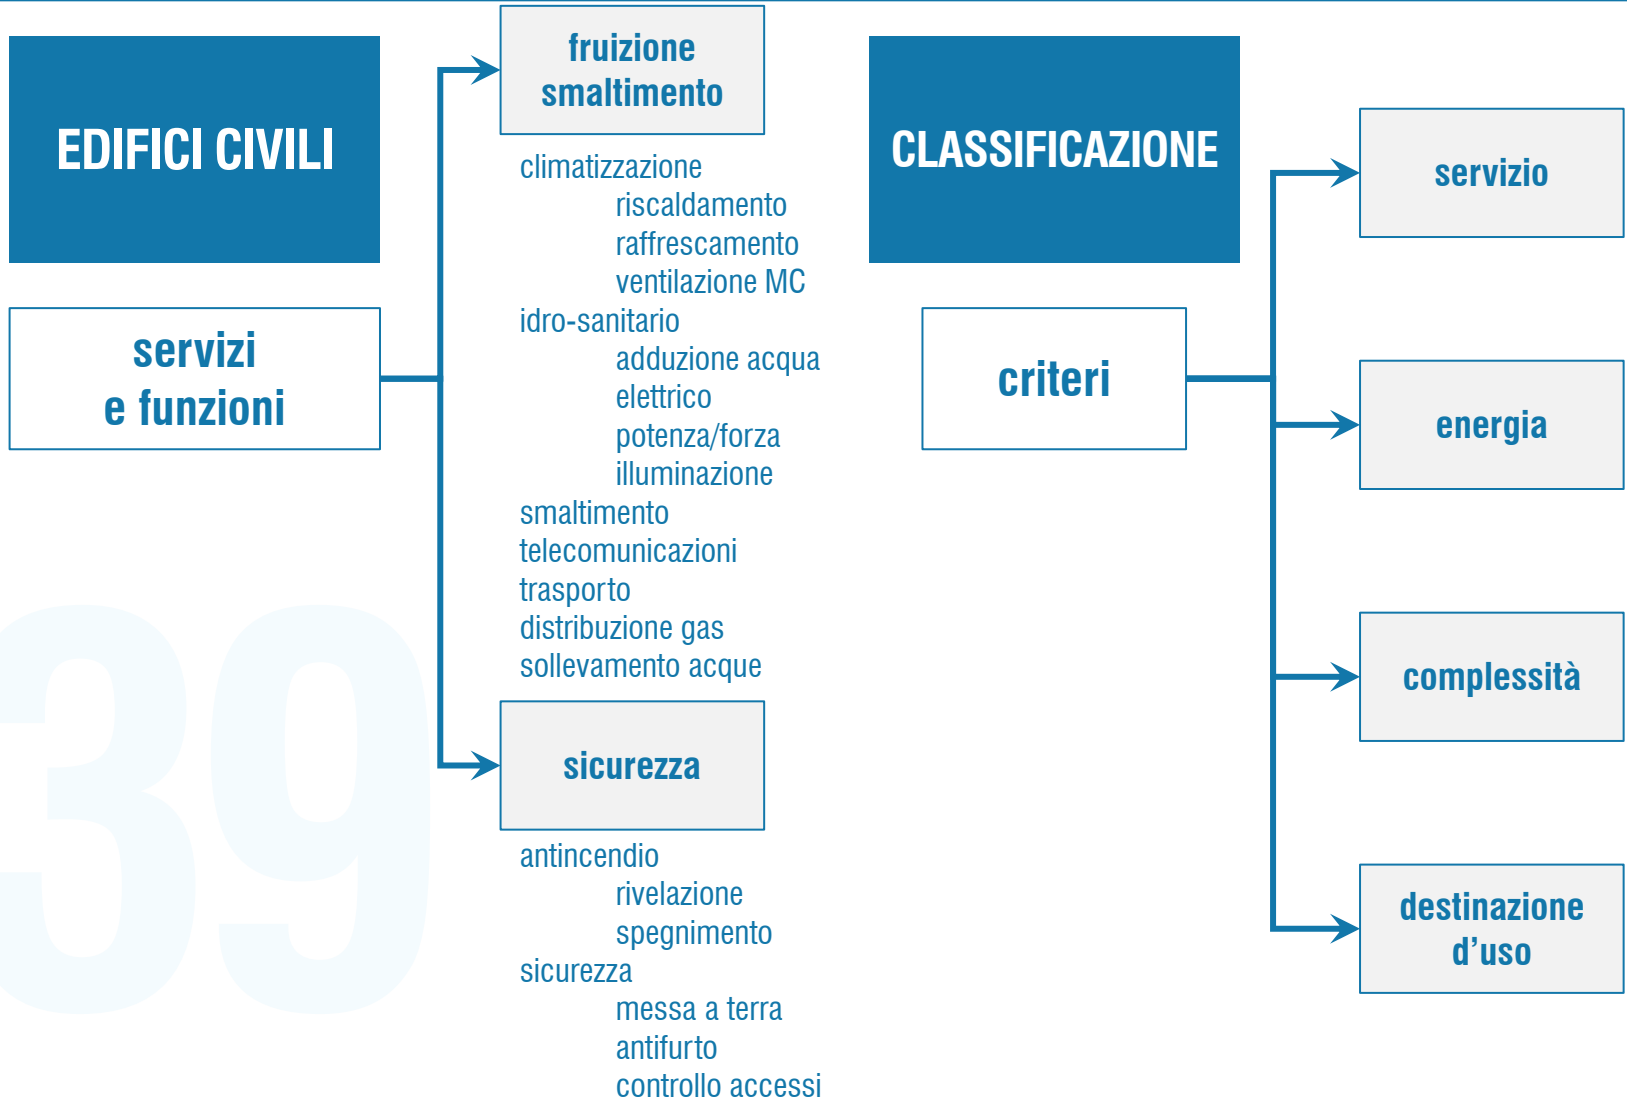 EDIFICI CIVILI
servizi
e funzioni
fruizione
smaltimento
climatizzazione
riscaldamento
raffrescamento
ventilazione MC
idro-sanitario
adduzione acqua
elettrico
potenza/forza
illuminazione
smaltimento
telecomunicazioni
trasporto
distribuzione gas
sollevamento acque
sicurezza
antincendio
rivelazione
spegnimento
sicurezza
messa a terra
antifurto
controllo accessi
CLASSIFICAZIONE
criteri
servizio
energia
complessità
destinazione
d’uso
39